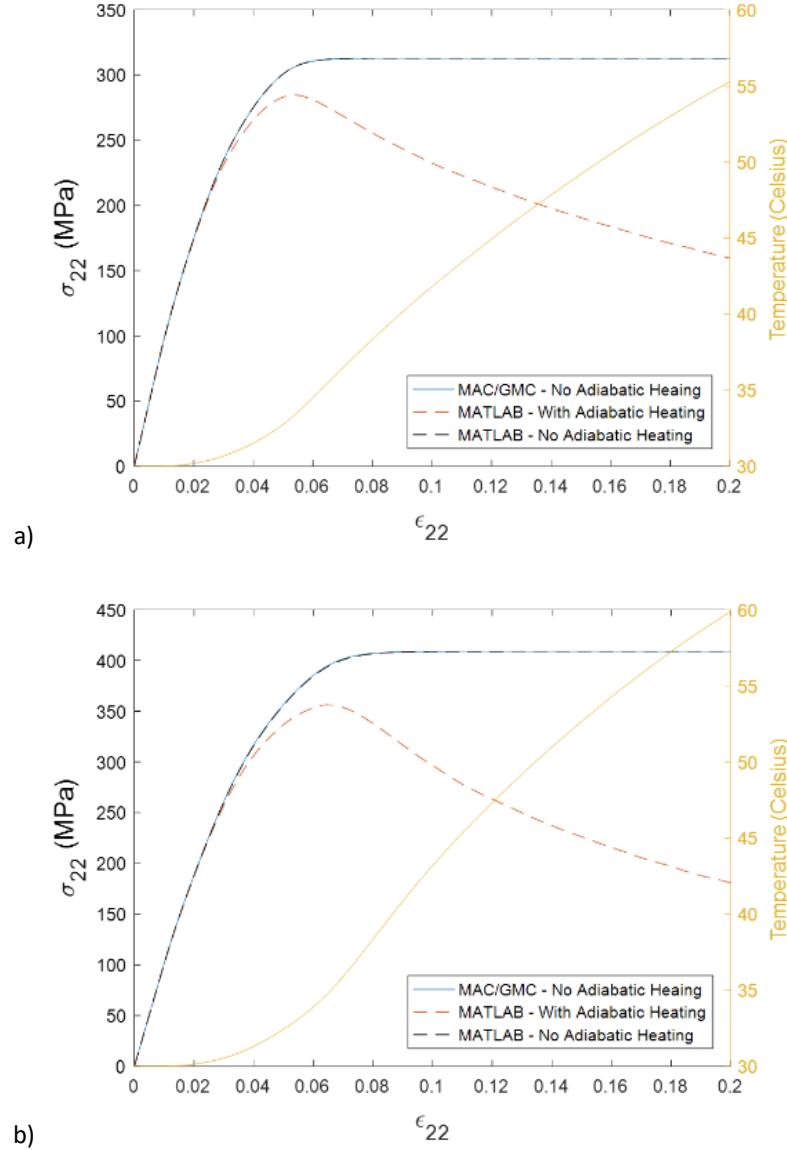 350
300
250
200
150
100
50
0
σ22 (MPa)
60
55
50
45
40
35
30
Temperature (Celsius)
MAC/GMC - No Adiabatic Heaing
MATLAB - With Adiabatic Heating
MATLAB - No Adiabatic Heating
0 0.02 0.04 0.06 0.08 0.1 0.12 0.14 0.16 0.18 0.2
ϵ22
a)
450
400
350
300
250
200
150
100
50
0
σ22 (MPa)
60
55
50
45
40
35
30
Temperature (Celsius)
MAC/GMC - No Adiabatic Heaing
MATLAB - With Adiabatic Heating
MATLAB - No Adiabatic Heating
0 0.02 0.04 0.06 0.08 0.1 0.12 0.14 0.16 0.18 0.2
ϵ22
b)